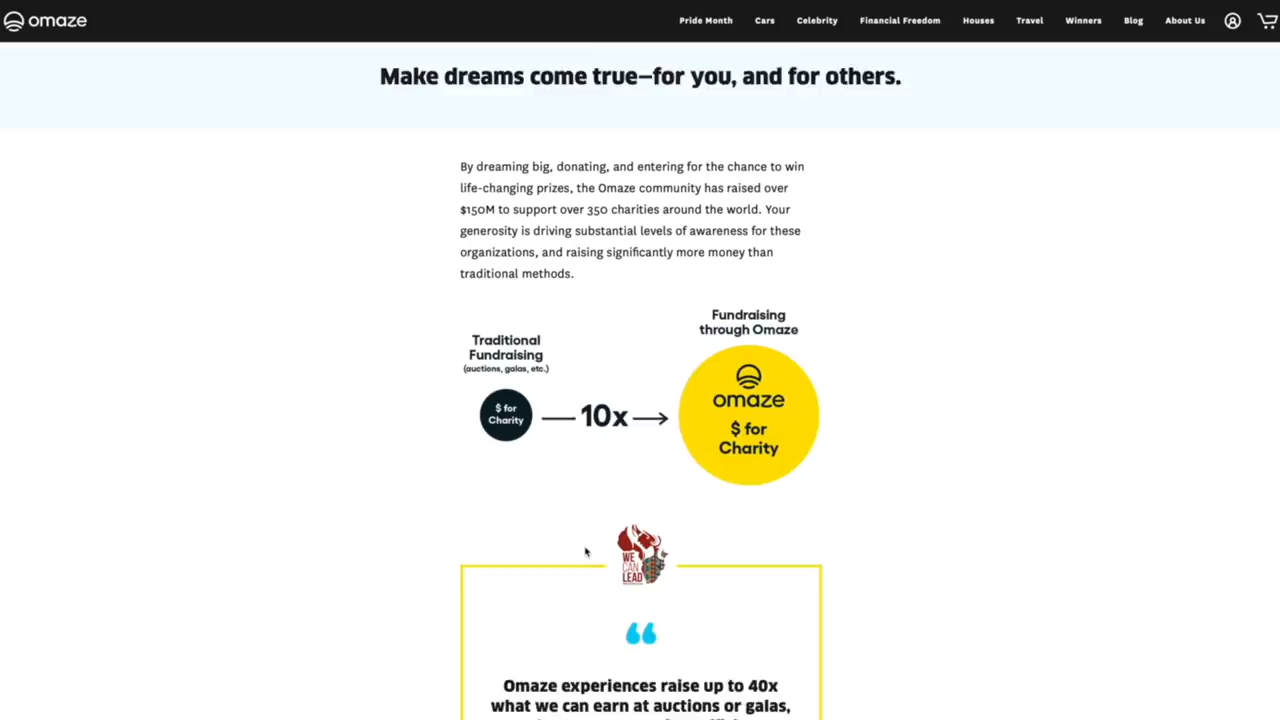 omaze
Pride Month Cars Celebrity Financial Freedom Houses Travel Winners Blog About Us
Make dreams come true—for you, and for others.
By dreaming big, donating, and entering for the chance to win
life-changing prizes, the Omaze community has raised over
$150M to support over 350 charities around the world. Your
generosity is driving substantial levels of awareness for these
organizations, and raising significantly more money than
traditional methods.
Traditional
Fundraising
(auctions, galas, etc.)
$ for
Charity
10x
Fundraising
through Omaze
omaze
$ for
Charity
WE
CAN
LEAD
“
Omaze experiences raise up to 40x
what we can earn at auctions or galas,